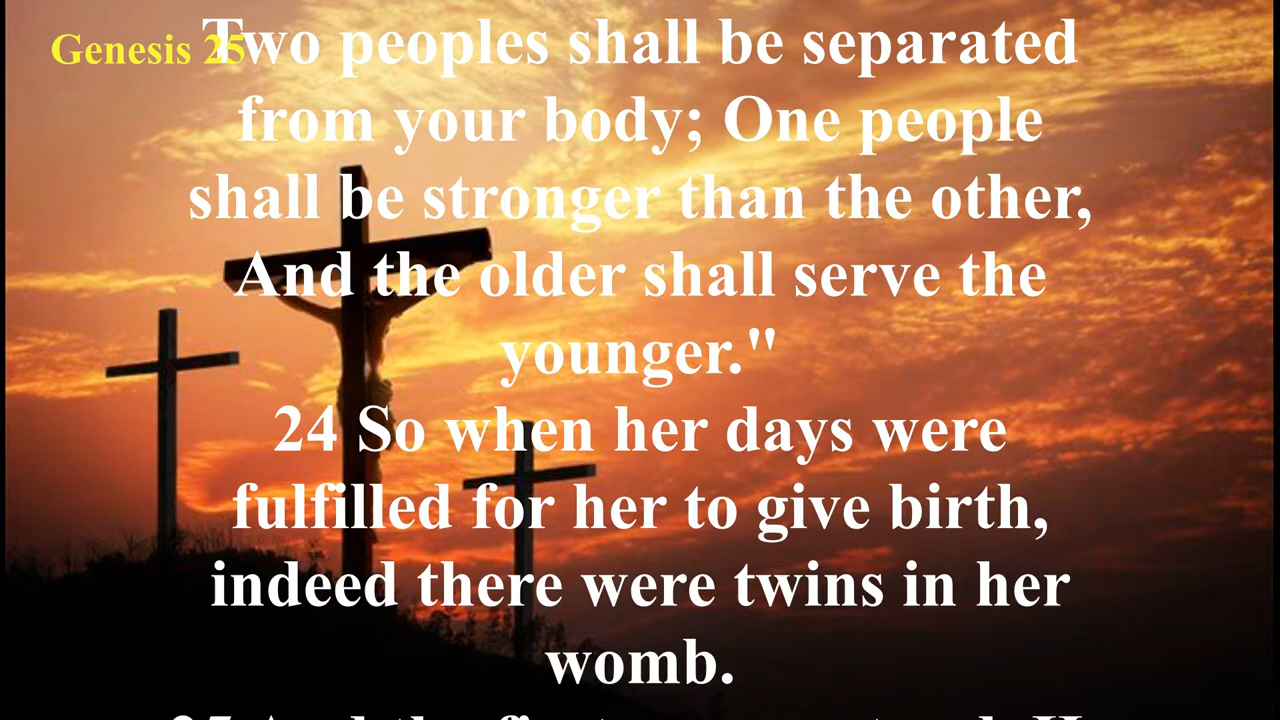 Genesis 25
Two peoples shall be separated
from your body; One people
shall be stronger than the other,
And the older shall serve the
younger."
24 So when her days were
fulfilled for her to give birth,
indeed there were twins in her
womb.